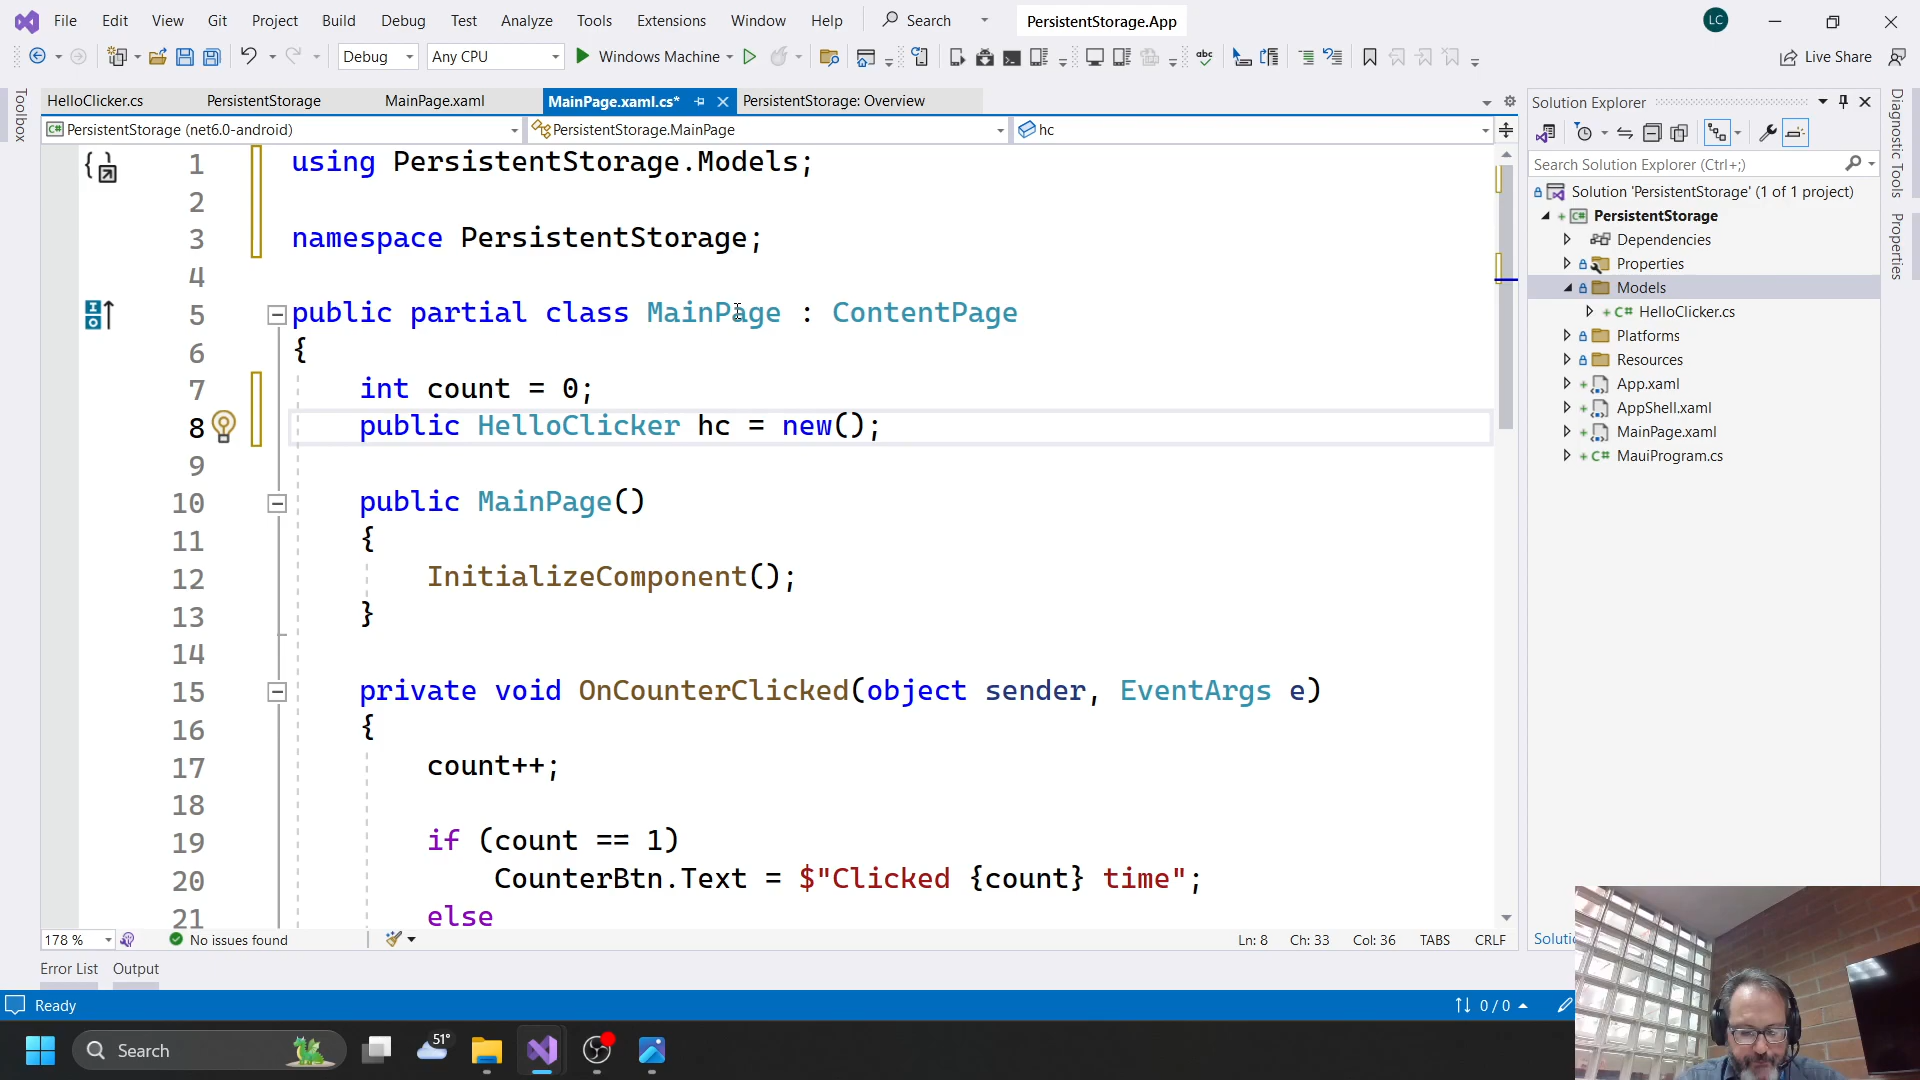 File Edit View Git Project Build Debug Test Analyze Tools Extensions Window Help Search PersistentStorage.App LC
Debug Any CPU Windows Machine abc Live Share
HelloClicker.cs PersistentStorage MainPage.xaml MainPage.xaml.cs* PersistentStorage: Overview
PersistentStorage (net6.0-android) PersistentStorage.MainPage hc
Toolbox
1 using PersistentStorage.Models;
2
3 namespace PersistentStorage;
4
5 public partial class MainPage : ContentPage
6 {
7 int count = 0;
8 public HelloClicker hc = new();
9
10 public MainPage()
11 {
12 InitializeComponent();
13 }
14
15 private void OnCounterClicked(object sender, EventArgs e)
16 {
17 count++;
18
19 if (count == 1)
20 CounterBtn.Text = $"Clicked {count} time";
21 else
178 % No issues found Ln: 8 Ch: 33 Col: 36 TABS CRLF
Solution Explorer
Search Solution Explorer (Ctrl+;)
Solution 'PersistentStorage' (1 of 1 project)
PersistentStorage
Dependencies
Properties
Models
HelloClicker.cs
Platforms
Resources
App.xaml
AppShell.xaml
MainPage.xaml
MauiProgram.cs
Diagnostic Tools
Properties
Error List Output
Ready 0 / 0
Search 51°